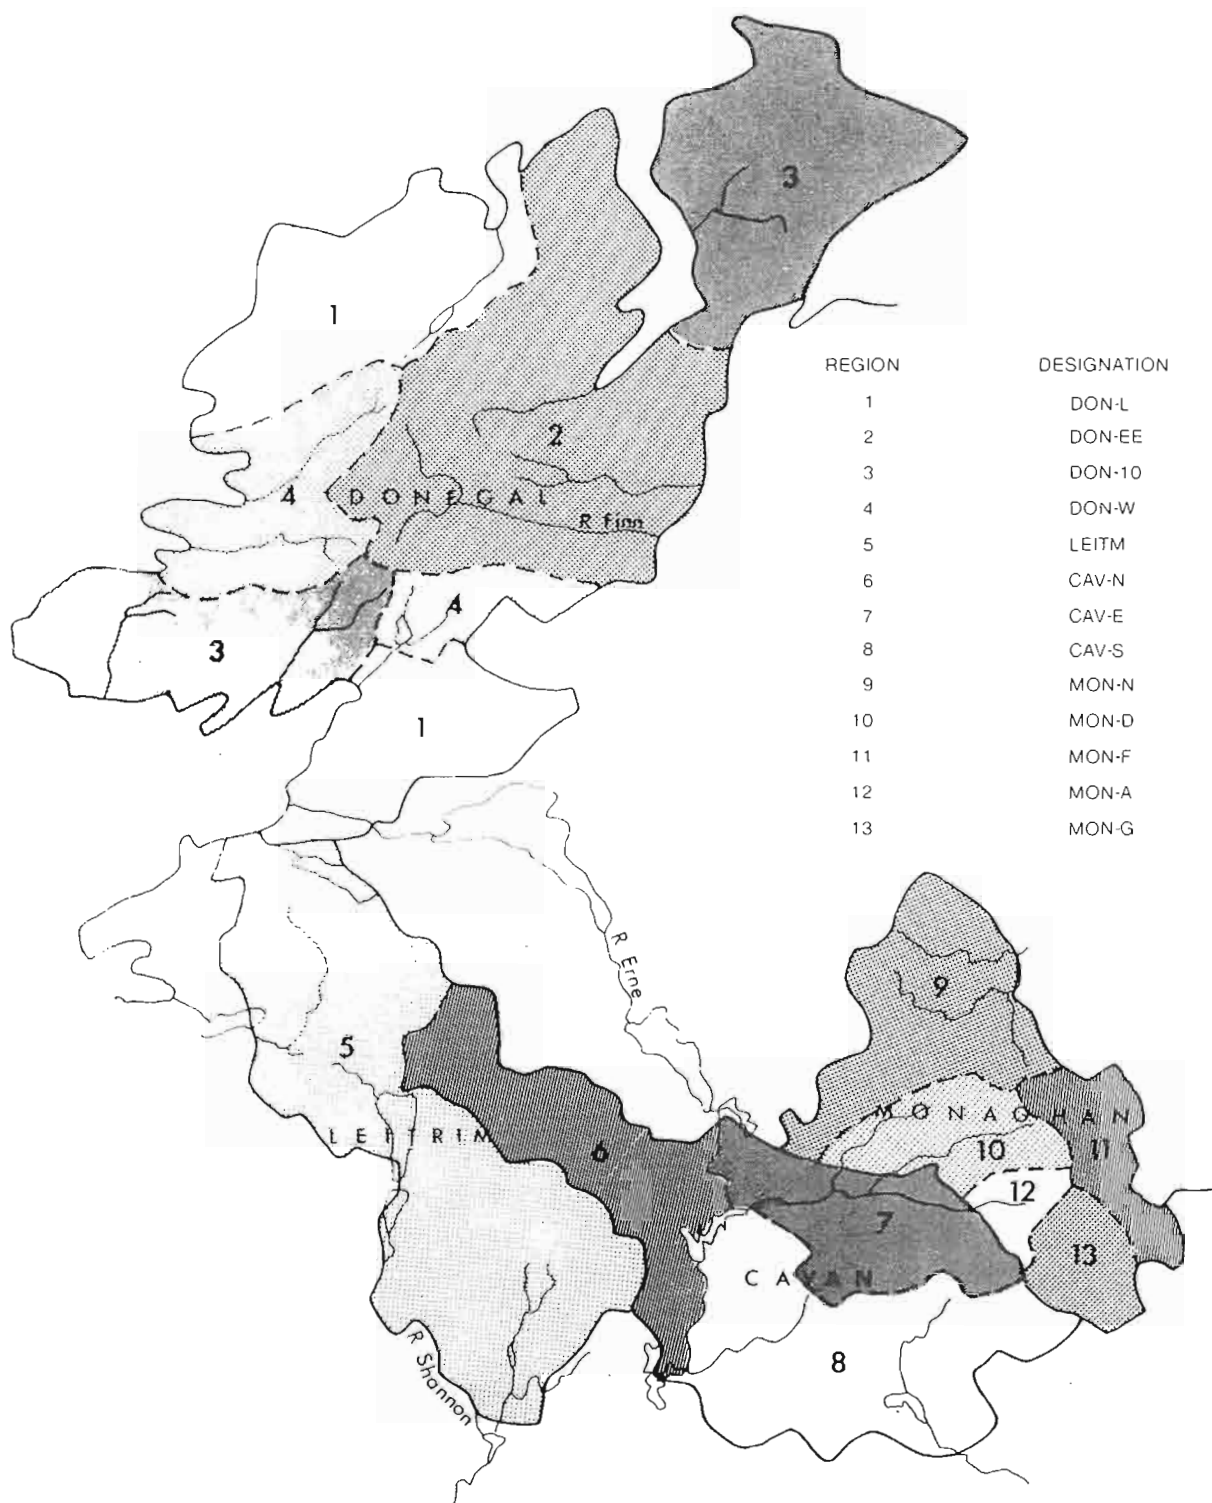 3
1
REGION DESIGNATION
1 DON-L
2 DON-EE
3 DON-10
4 DON-W
5 LEITM
6 CAV-N
7 CAV-E
8 CAV-S
9 MON-N
10 MON-D
11 MON-F
12 MON-A
13 MON-G
2
4 DONEGAL
R Finn
4
3
1
R Erne
9
5
MONAGHAN
LEITRIM
6
10
11
12
7
13
CAVAN
8
R Shannon